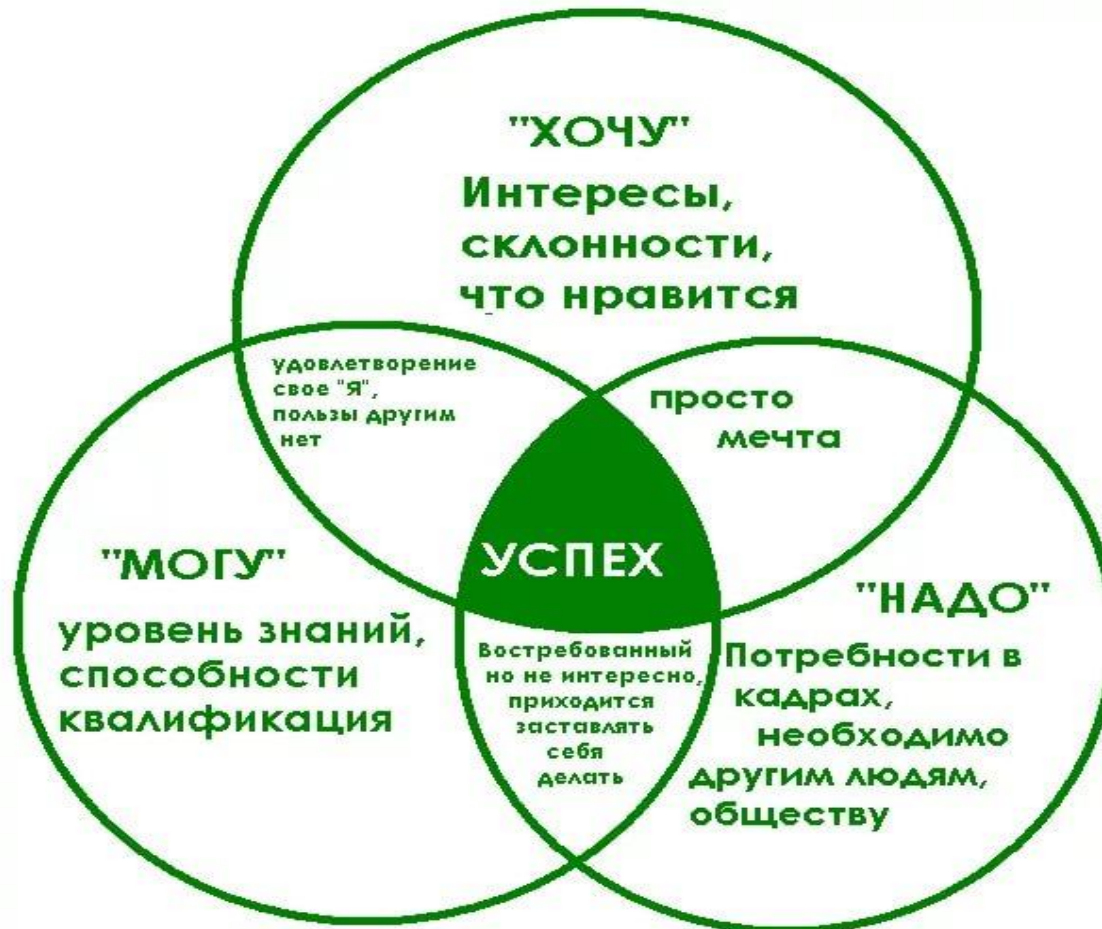 "ХОЧУ"
Интересы,
склонности,
что нравится
удовлетворение
свое "Я",
пользы другим
нет
просто
мечта
УСПЕХ
"МОГУ"
уровень знаний,
способности
квалификация
"НАДО"
Потребности в
кадрах,
необходимо
другим людям,
обществу
Востребованный
но не интересно,
приходится
заставлять
себя
делать